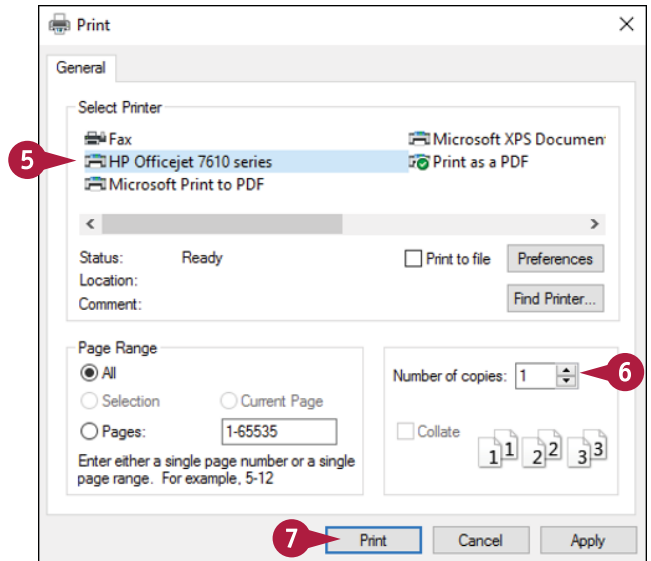 Print
General
Select Printer
Fax
Microsoft XPS Documen
5
HP Officejet 7610 series
Print as a PDF
Microsoft Print to PDF
Status: Ready
Print to file
Preferences
Location:
Comment:
Find Printer...
Page Range
All
Number of copies: 1
6
Selection
Current Page
Pages: 1-65535
Collate
1 1 2 2 3 3
Enter either a single page number or a single
page range. For example, 5-12
7
Print
Cancel
Apply